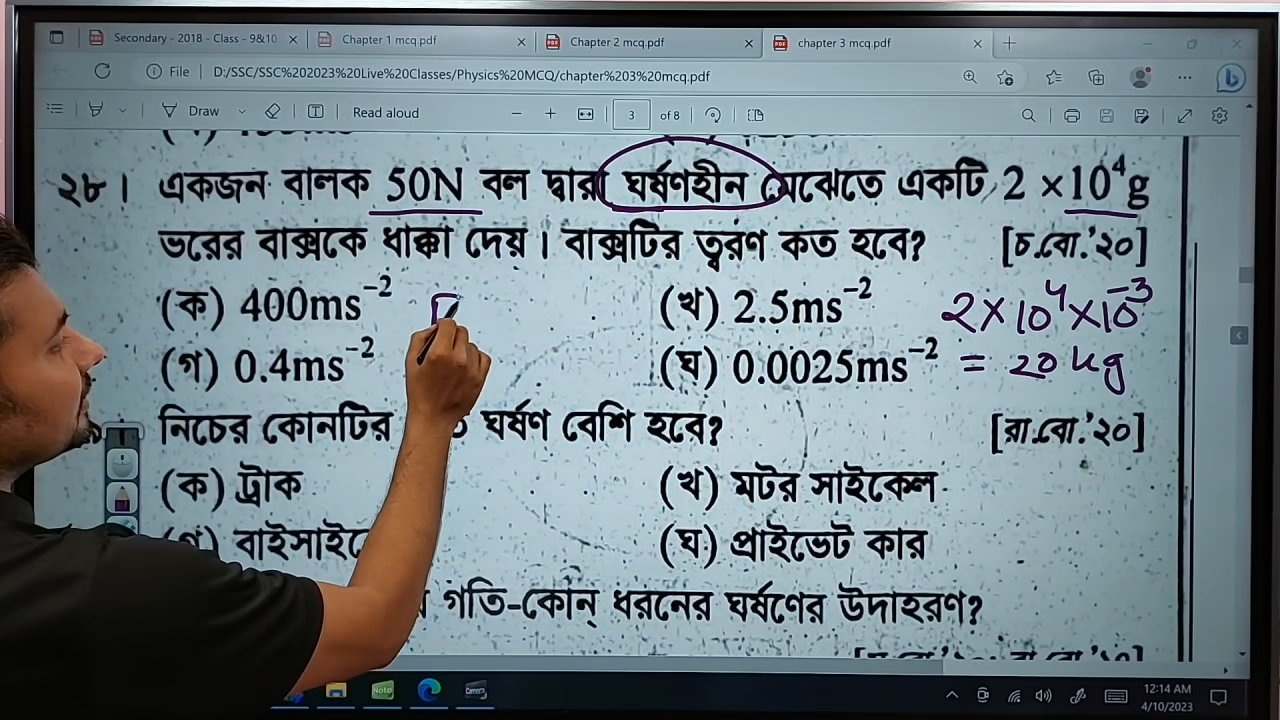 Secondary - 2018 - Class - 9&10
Chapter 1 mcq.pdf
Chapter 2 mcq.pdf
chapter 3 mcq.pdf
File D:/SSC/SSC%202023%20Live%20Classes/Physics%20MCQ/chapter%203%20mcq.pdf
Draw Read aloud 3 of 8
২৮। একজন বালক 50N বল দ্বারা ঘর্ষণহীন মেঝেতে একটি 2 ×10⁴g
ভরের বাক্সকে ধাক্কা দেয়। বাক্সটির ত্বরণ কত হবে? [চ.বো.'২০]
(ক) 400ms⁻² (খ) 2.5ms⁻² 2×10⁴×10⁻³
(গ) 0.4ms⁻² (ঘ) 0.0025ms⁻² = 20 kg
নিচের কোনটির ঘর্ষণ বেশি হবে? [রা.বো.'২০]
(ক) ট্রাক (খ) মটর সাইকেল
(ঘ) প্রাইভেট কার
গতি-কোন্ ধরনের ঘর্ষণের উদাহরণ?
Note
Camera
12:14 AM
4/10/2023